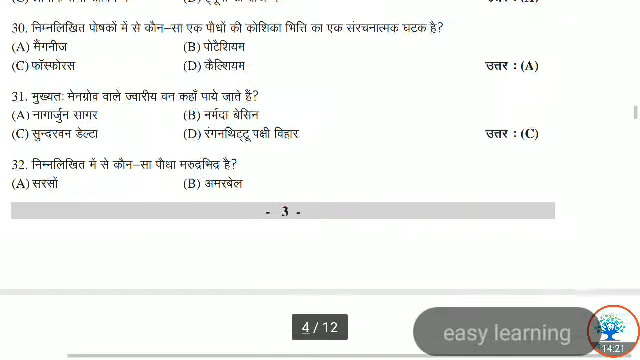 30. निम्नलिखित पोषकों में से कौन–सा एक पौधों की कोशिका भिति का एक संरचनात्मक घटक है?
(A) मैंगनीज (B) पोटैशियम
(C) फॉस्फोरस (D) कैल्शियम उत्तर : (A)
31. मुख्यतः मेनग्रोव वाले ज्वारीय वन कहाँ पाये जाते हैं?
(A) नागार्जुन सागर (B) नर्मदा बेसिन
(C) सुन्दरवन डेल्टा (D) रंगनथिट्टू पक्षी विहार उत्तर : (C)
32. निम्नलिखित में से कौन–सा पौधा मरुद्रभिद है?
(A) सरसों (B) अमरबेल
- 3 -
4 / 12
easy learning
14:21